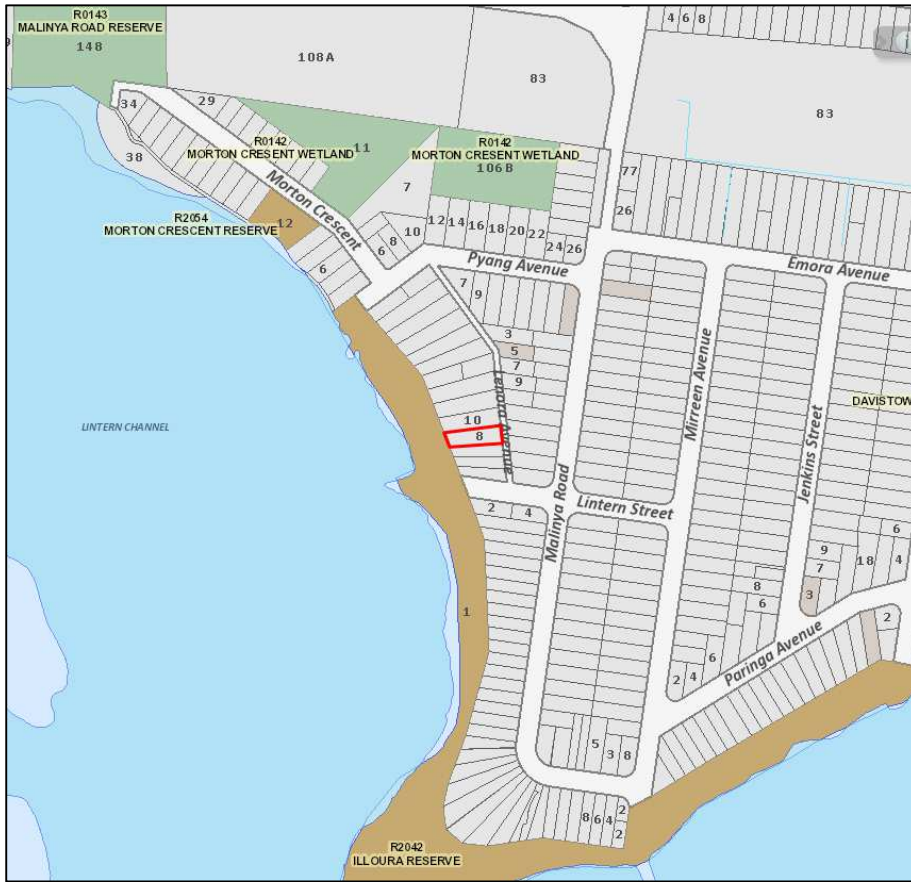 4 6 8
R0143
MALINYA ROAD RESERVE
148
108A
83
83
34
29
38
R0142
MORTON CRESENT WETLAND
11
R0142
MORTON CRESENT WETLAND
106B
77
26
7
Morton Crescent
R2054
MORTON CRESCENT RESERVE
12
6
6
8
10
12
14
16
18
20
22
24
26
Pyang Avenue
Emora Avenue
7
9
3
5
7
9
Mirreen Avenue
Jenkins Street
DAVISTOW
LINTERN CHANNEL
10
8
Malinya Road
Lintern Street
2
4
6
9
7
18
4
8
6
3
2
1
Paringa Avenue
6
2
4
5
3
8
8
6
4
2
2
R2042
ILLOURA RESERVE